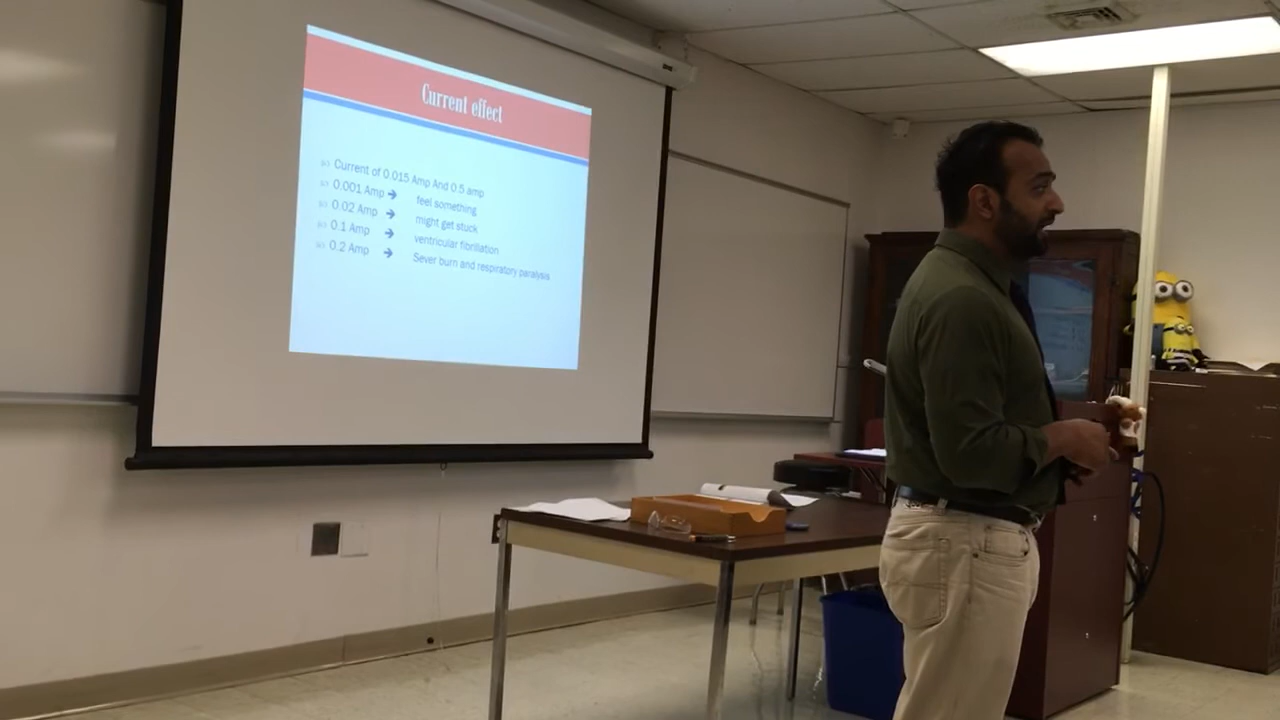 Current effect
Current of 0.015 Amp And 0.5 amp
0.001 Amp → feel something
0.02 Amp → might get stuck
0.1 Amp → ventricular fibrillation
0.2 Amp → Sever burn and respiratory paralysis